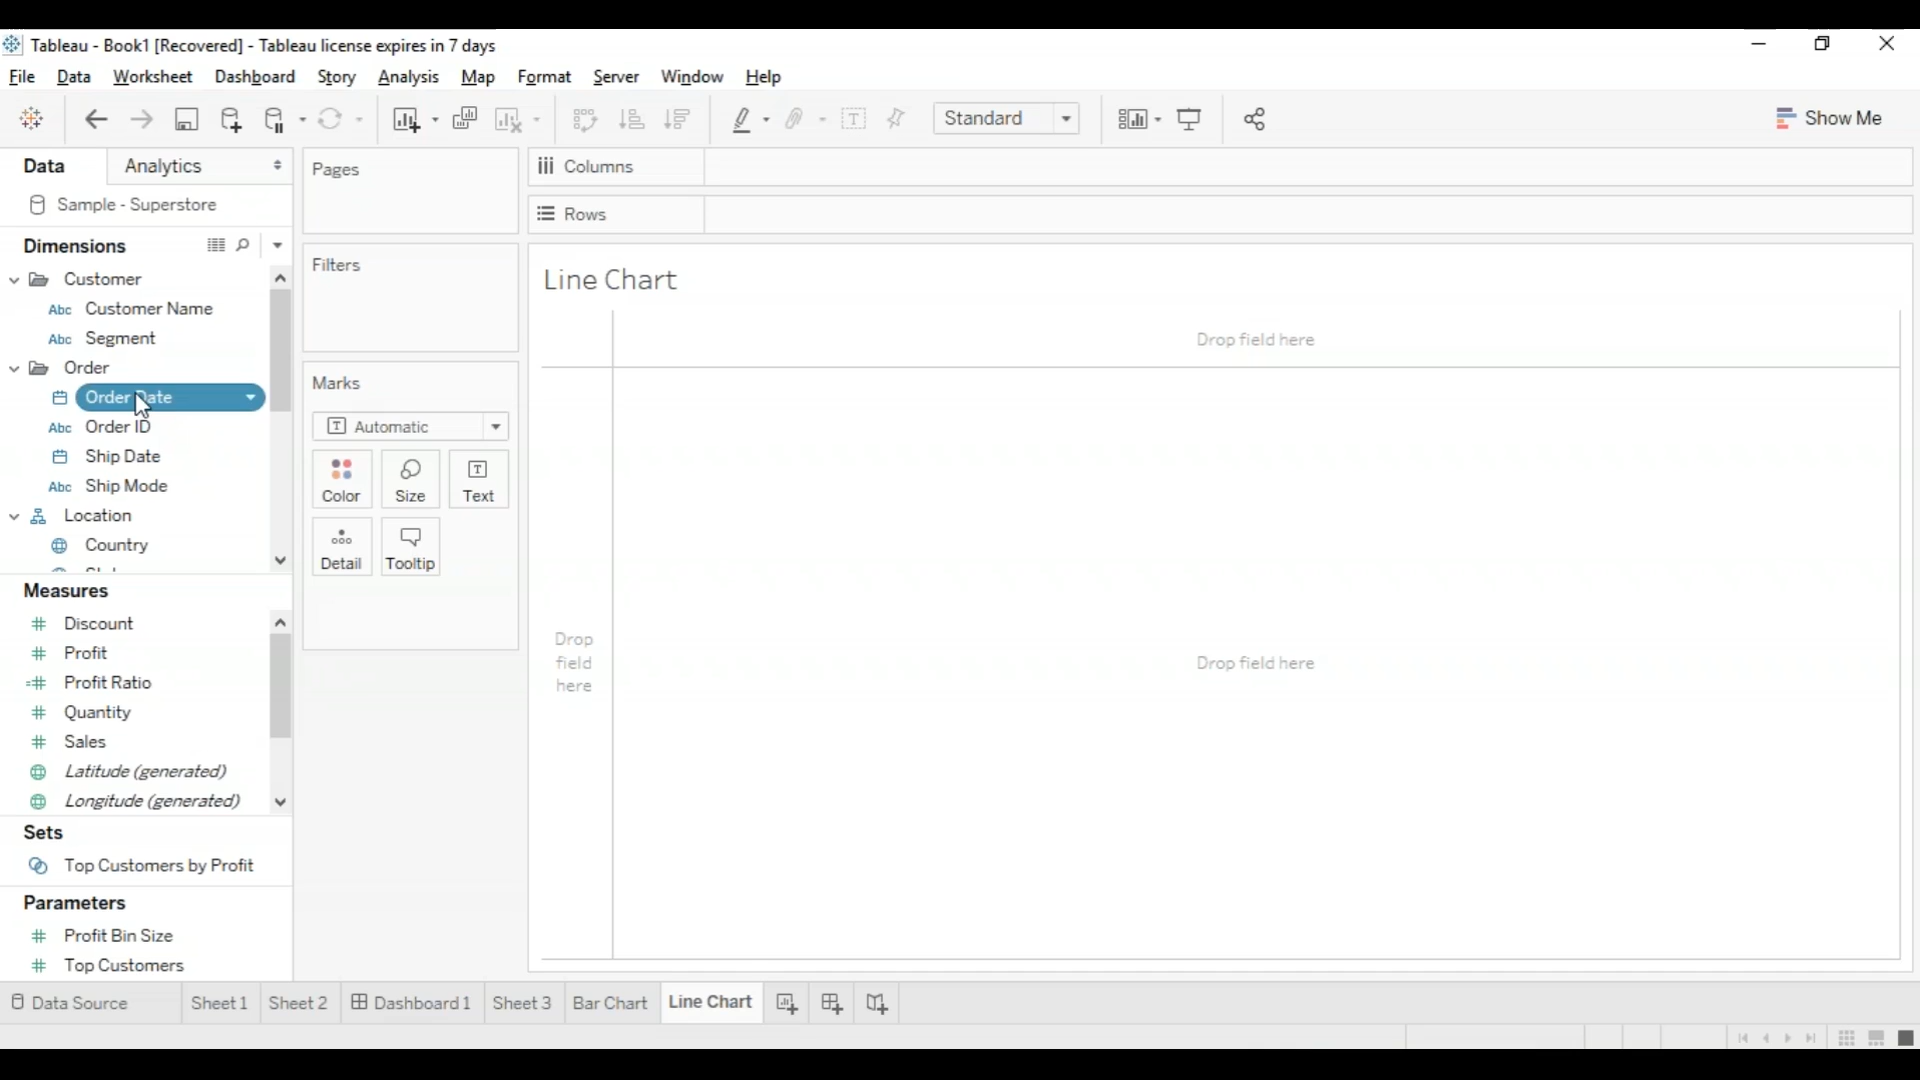 Tableau - Book1 [Recovered] - Tableau license expires in 7 days
File Data Worksheet Dashboard Story Analysis Map Format Server Window Help
Standard
Show Me
Data Analytics
Sample - Superstore
Dimensions
Customer
Abc Customer Name
Abc Segment
Order
Order Date
Abc Order ID
Ship Date
Abc Ship Mode
Location
Country
Measures
# Discount
# Profit
=# Profit Ratio
# Quantity
# Sales
Latitude (generated)
Longitude (generated)
Sets
Top Customers by Profit
Parameters
# Profit Bin Size
# Top Customers
Pages
Filters
Marks
T Automatic
Color Size Text
Detail Tooltip
Columns
Rows
Line Chart
Drop field here
Drop
field
here
Drop field here
Data Source Sheet 1 Sheet 2 Dashboard 1 Sheet 3 Bar Chart Line Chart